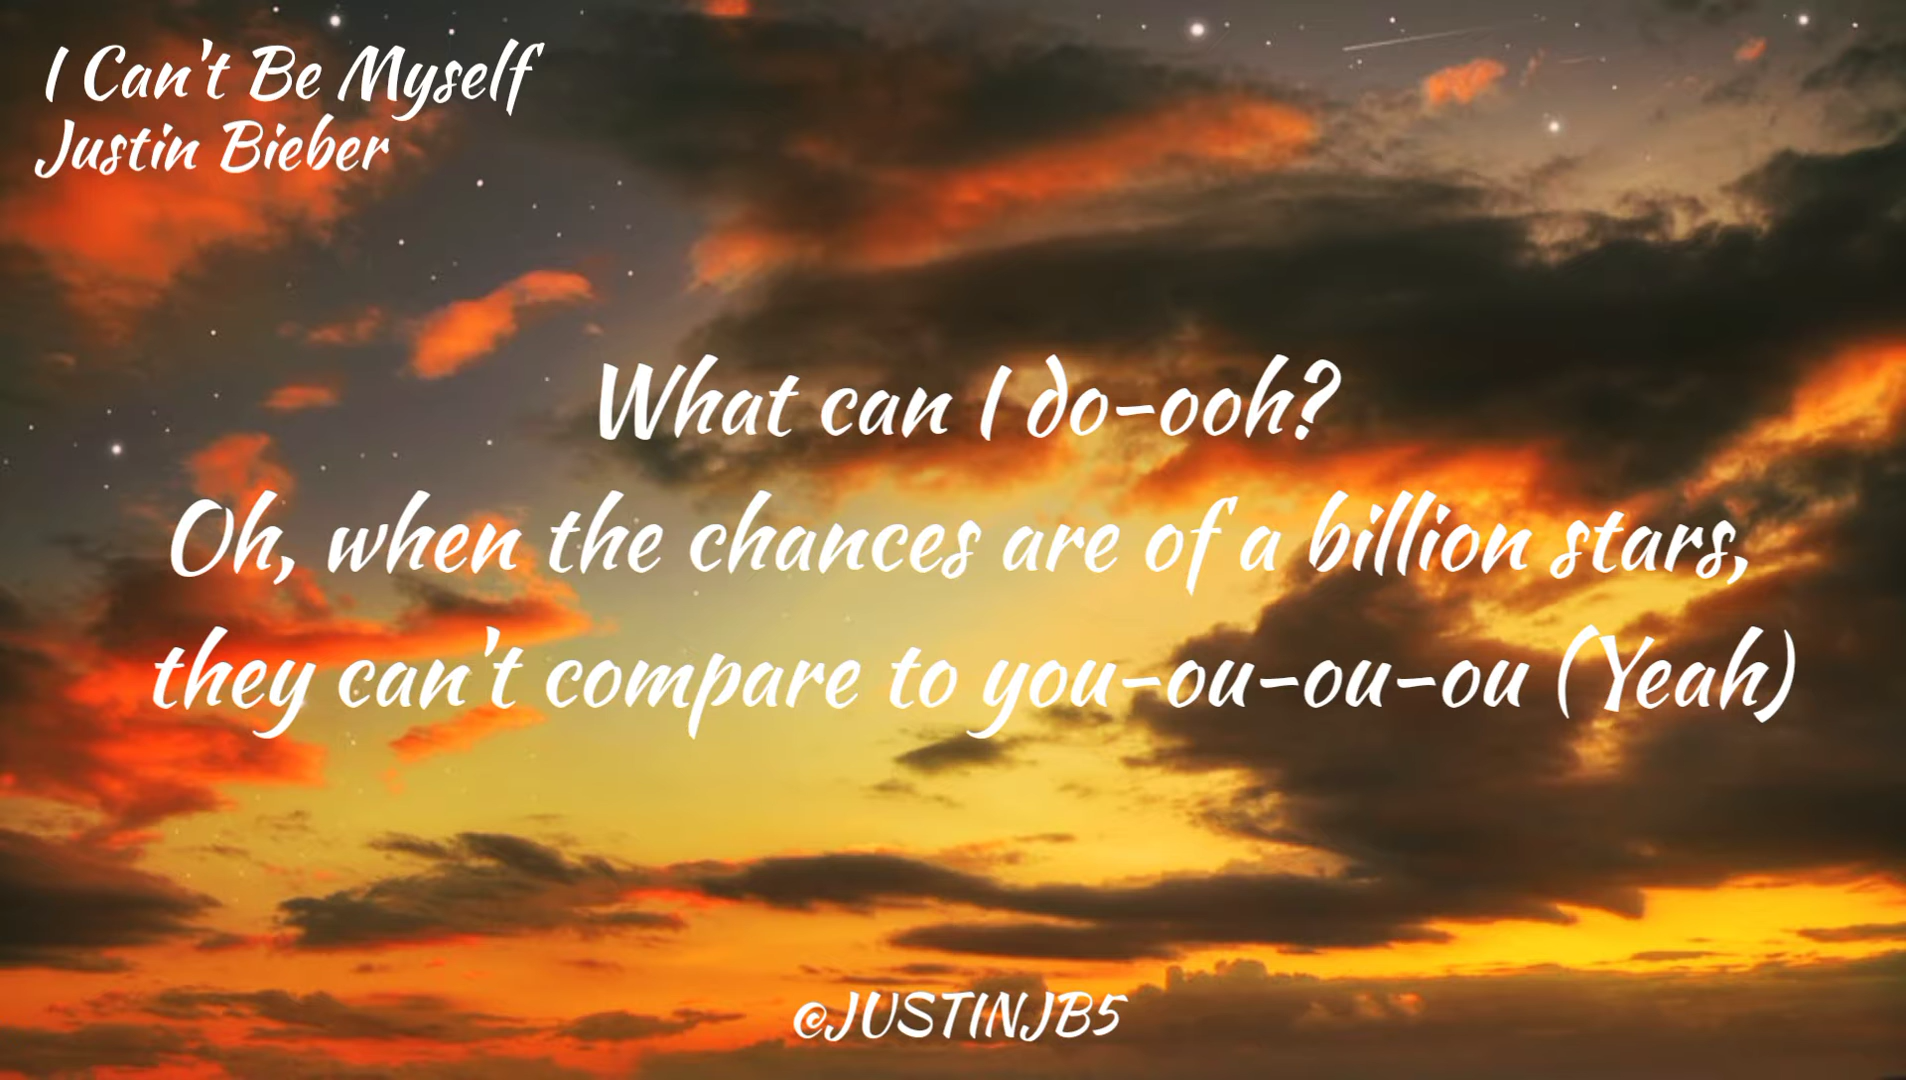 I Can't Be Myself
Justin Bieber
What can I do-ooh?
Oh, when the chances are of a billion stars,
they can't compare to you-ou-ou-ou (Yeah)
@JUSTINJB5